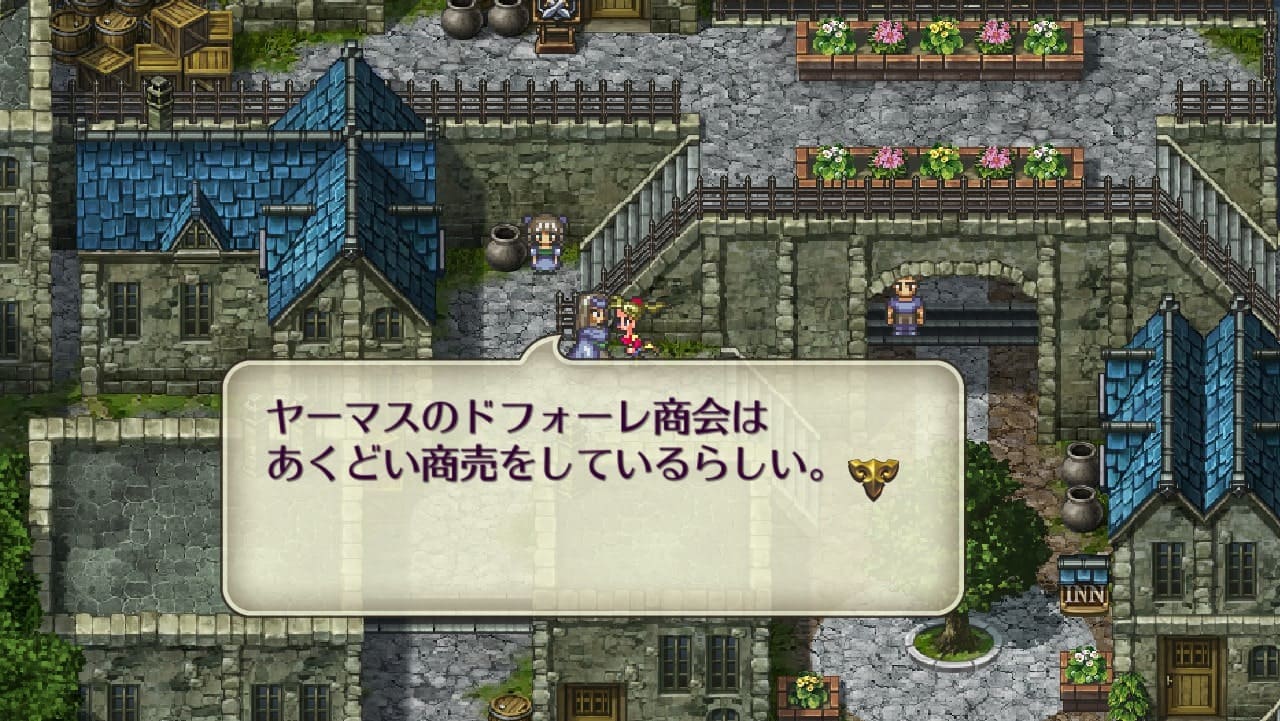 ヤーマスのドフォーレ商会は
あくどい商売をしているらしい。
INN